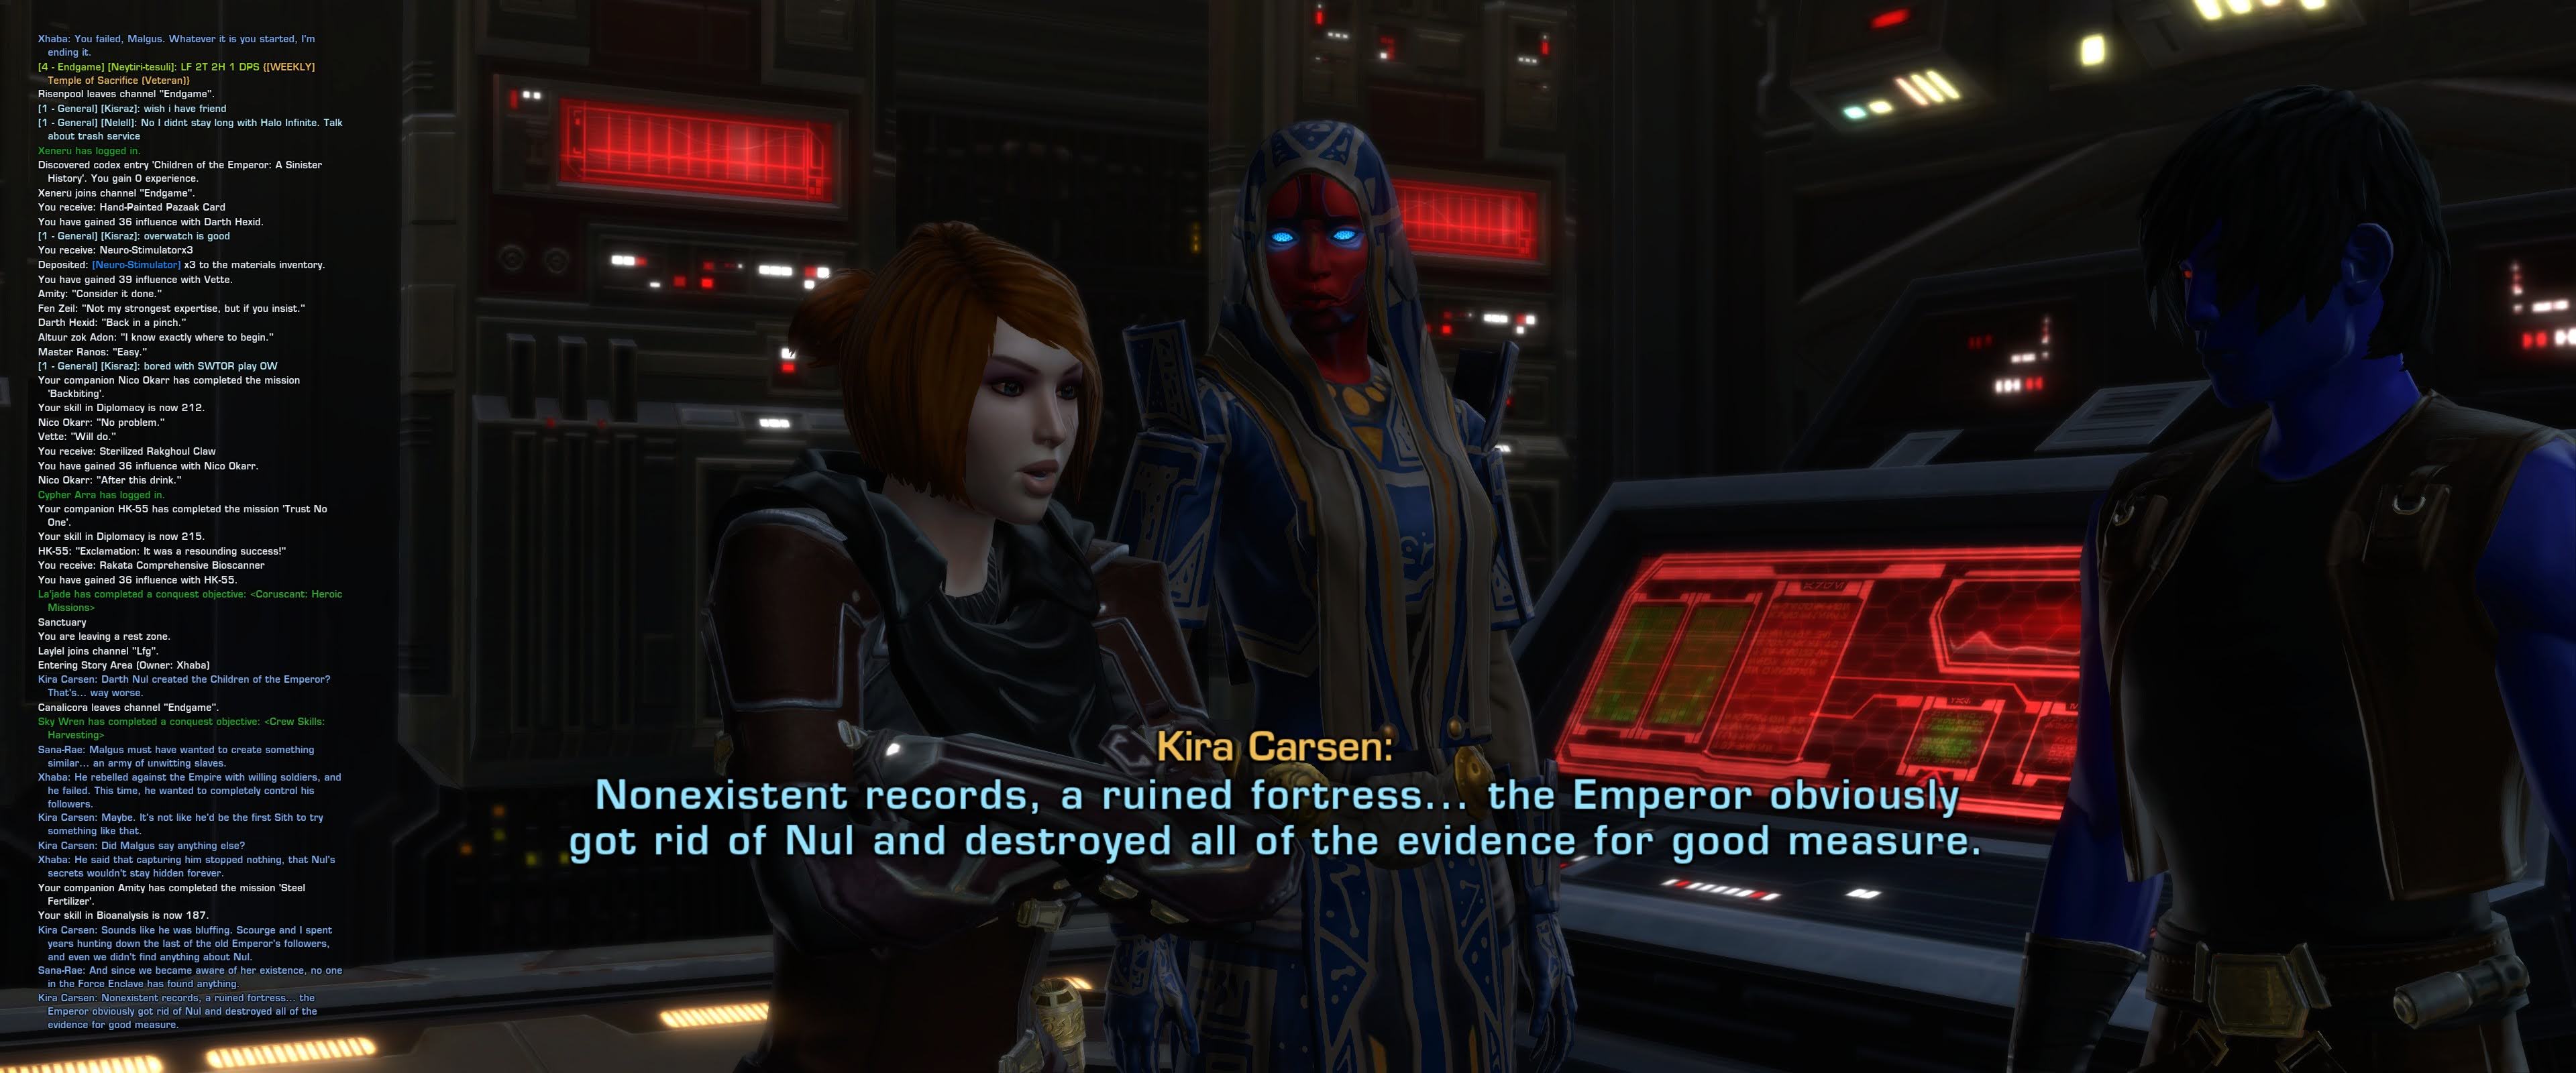 Xhaba: You failed, Malgus. Whatever it is you started, I'm
ending it.
[4 - Endgame] [Neytiri-tesuli]: LF 2T 2H 1 DPS {[WEEKLY]
Temple of Sacrifice (Veteran)}
Risenpool leaves channel "Endgame".
[1 - General] [Kisraz]: wish i have friend
[1 - General] [Nelell]: No I didnt stay long with Halo Infinite. Talk
about trash service
Xenerü has logged in.
Discovered codex entry 'Children of the Emperor: A Sinister
History'. You gain 0 experience.
Xenerü joins channel "Endgame".
You receive: Hand-Painted Pazaak Card
You have gained 36 influence with Darth Hexid.
[1 - General] [Kisraz]: overwatch is good
You receive: Neuro-Stimulatorx3
Deposited: [Neuro-Stimulator] x3 to the materials inventory.
You have gained 39 influence with Vette.
Amity: "Consider it done."
Fen Zeil: "Not my strongest expertise, but if you insist."
Darth Hexid: "Back in a pinch."
Altuur zok Adon: "I know exactly where to begin."
Master Ranos: "Easy."
[1 - General] [Kisraz]: bored with SWTOR play OW
Your companion Nico Okarr has completed the mission
'Backbiting'.
Your skill in Diplomacy is now 212.
Nico Okarr: "No problem."
Vette: "Will do."
You receive: Sterilized Rakghoul Claw
You have gained 36 influence with Nico Okarr.
Nico Okarr: "After this drink."
Cypher Arra has logged in.
Your companion HK-55 has completed the mission 'Trust No
One'.
Your skill in Diplomacy is now 215.
HK-55: "Exclamation: It was a resounding success!"
You receive: Rakata Comprehensive Bioscanner
You have gained 36 influence with HK-55.
La'jade has completed a conquest objective: <Coruscant: Heroic
Missions>
Sanctuary
You are leaving a rest zone.
Laylel joins channel "Lfg".
Entering Story Area (Owner: Xhaba)
Kira Carsen: Darth Nul created the Children of the Emperor?
That's... way worse.
Canalicora leaves channel "Endgame".
Sky Wren has completed a conquest objective: <Crew Skills:
Harvesting>
Sana-Rae: Malgus must have wanted to create something
similar... an army of unwitting slaves.
Xhaba: He rebelled against the Empire with willing soldiers, and
he failed. This time, he wanted to completely control his
followers.
Kira Carsen: Maybe. It's not like he'd be the first Sith to try
something like that.
Kira Carsen: Did Malgus say anything else?
Xhaba: He said that capturing him stopped nothing, that Nul's
secrets wouldn't stay hidden forever.
Your companion Amity has completed the mission 'Steel
Fertilizer'.
Your skill in Bioanalysis is now 187.
Kira Carsen: Sounds like he was bluffing. Scourge and I spent
years hunting down the last of the old Emperor's followers,
and even we didn't find anything about Nul.
Sana-Rae: And since we became aware of her existence, no one
in the Force Enclave has found anything.
Kira Carsen: Nonexistent records, a ruined fortress... the
Emperor obviously got rid of Nul and destroyed all of the
evidence for good measure.
Kira Carsen:
Nonexistent records, a ruined fortress... the Emperor obviously
got rid of Nul and destroyed all of the evidence for good measure.